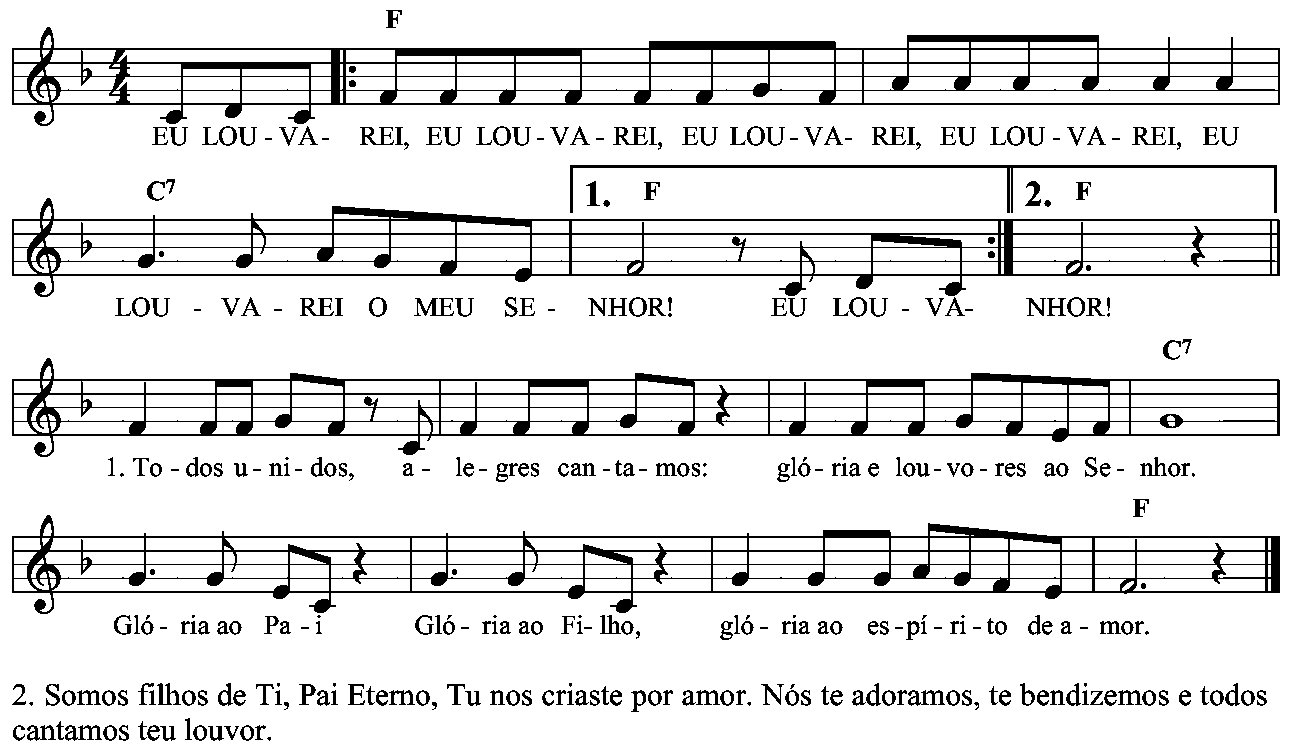 F
EU LOU - VA - REI, EU LOU - VA - REI, EU LOU - VA - REI, EU LOU - VA - REI, EU
C7 1. F 2. F
LOU - VA - REI O MEU SE - NHOR! EU LOU - VA- NHOR!
C7
1. To - dos u - ni - dos, a - le - gres can - ta - mos: gló - ria e lou - vo - res ao Se - nhor.
F
Gló - ria ao Pa - i Gló - ria ao Fi - lho, gló - ria ao es - pí - ri - to de a - mor.
2. Somos filhos de Ti, Pai Eterno, Tu nos criaste por amor. Nós te adoramos, te bendizemos e todos
cantamos teu louvor.